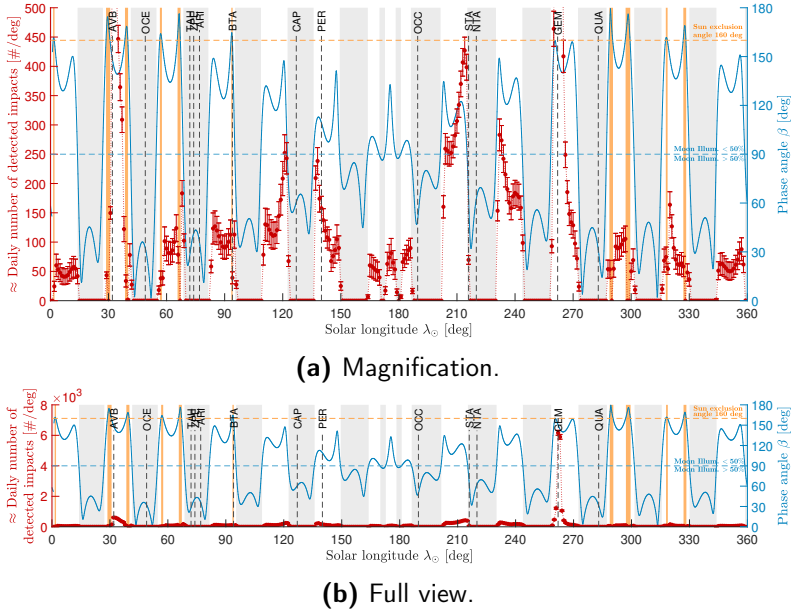 500
450
400
350
300
250
200
150
100
50
0
≈ Daily number of detected impacts [#/deg]
AVB
OCE
TAH
ARI
BTA
CAP
PER
OCC
STA
NTA
GEM
QUA
Sun exclusion
angle 160 deg
Moon Illum. < 50%
Moon Illum. > 50%
180
150
120
90
60
30
0
Phase angle β [deg]
0 30 60 90 120 150 180 210 240 270 300 330 360
Solar longitude λ☉ [deg]
(a) Magnification.
×10³
8
6
4
2
0
≈ Daily number of
detected impacts [#/deg]
AVB
OCE
TAH
ARI
BTA
CAP
PER
OCC
STA
NTA
GEM
QUA
Sun exclusion
angle 160 deg
Moon Illum. < 50%
Moon Illum. > 50%
180
150
120
90
60
30
0
Phase angle β [deg]
0 30 60 90 120 150 180 210 240 270 300 330 360
Solar longitude λ☉ [deg]
(b) Full view.